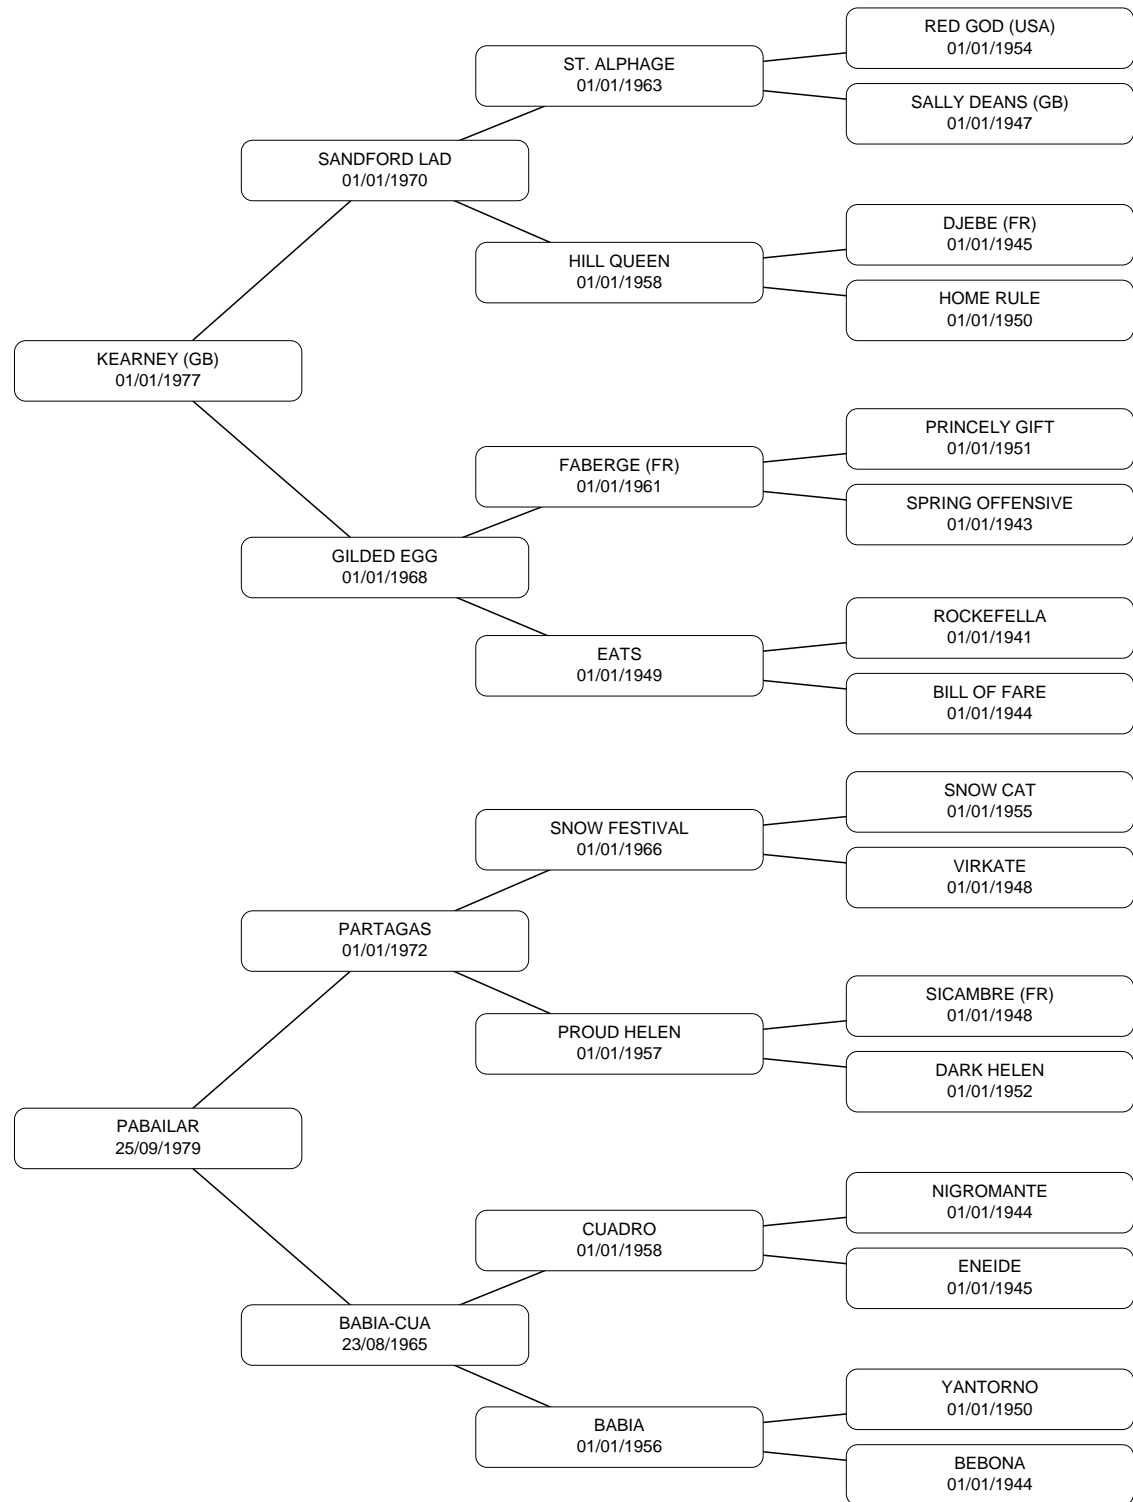 RED GOD (USA)
01/01/1954
ST. ALPHAGE
01/01/1963
SALLY DEANS (GB)
01/01/1947
SANDFORD LAD
01/01/1970
DJEBE (FR)
01/01/1945
HILL QUEEN
01/01/1958
HOME RULE
01/01/1950
KEARNEY (GB)
01/01/1977
PRINCELY GIFT
01/01/1951
FABERGE (FR)
01/01/1961
SPRING OFFENSIVE
01/01/1943
GILDED EGG
01/01/1968
ROCKEFELLA
01/01/1941
EATS
01/01/1949
BILL OF FARE
01/01/1944
SNOW CAT
01/01/1955
SNOW FESTIVAL
01/01/1966
VIRKATE
01/01/1948
PARTAGAS
01/01/1972
SICAMBRE (FR)
01/01/1948
PROUD HELEN
01/01/1957
DARK HELEN
01/01/1952
PABAILAR
25/09/1979
NIGROMANTE
01/01/1944
CUADRO
01/01/1958
ENEIDE
01/01/1945
BABIA-CUA
23/08/1965
YANTORNO
01/01/1950
BABIA
01/01/1956
BEBONA
01/01/1944